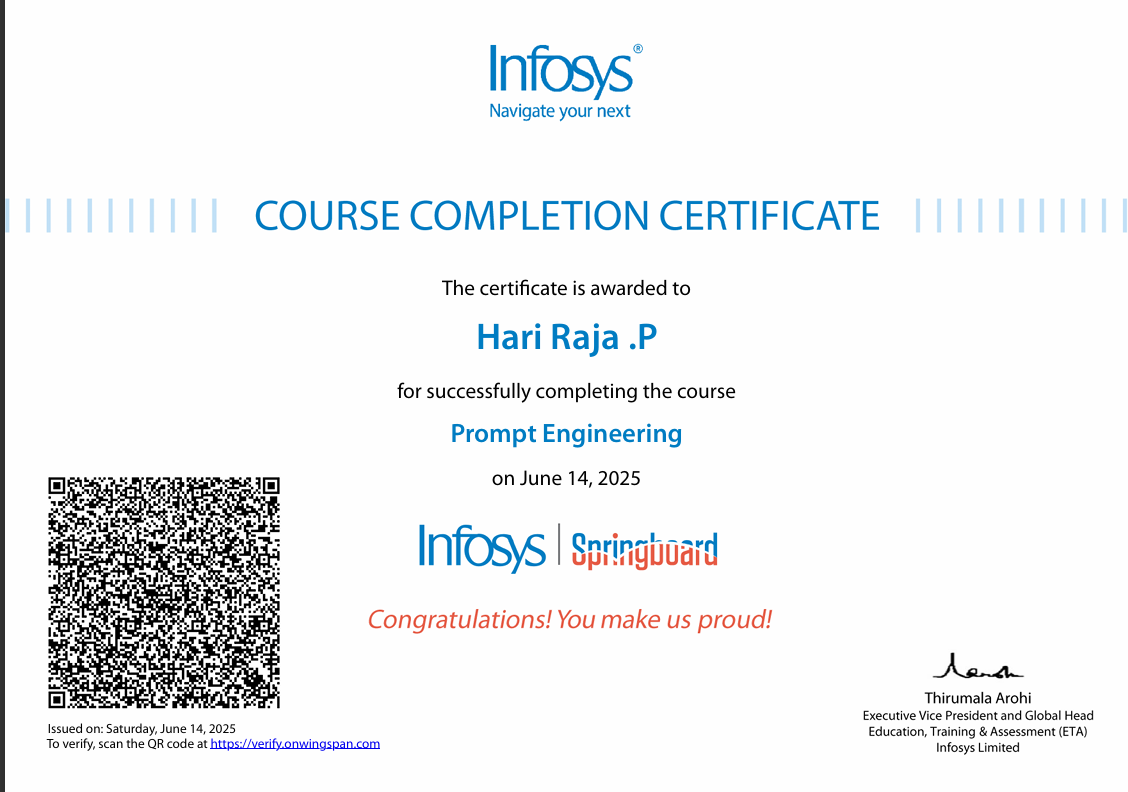 Infosys®
Navigate your next
COURSE COMPLETION CERTIFICATE
The certificate is awarded to
Hari Raja .P
for successfully completing the course
Prompt Engineering
on June 14, 2025
Infosys | Springboard
Congratulations! You make us proud!
Issued on: Saturday, June 14, 2025
To verify, scan the QR code at https://verify.onwingspan.com
Thirumala Arohi
Executive Vice President and Global Head
Education, Training & Assessment (ETA)
Infosys Limited